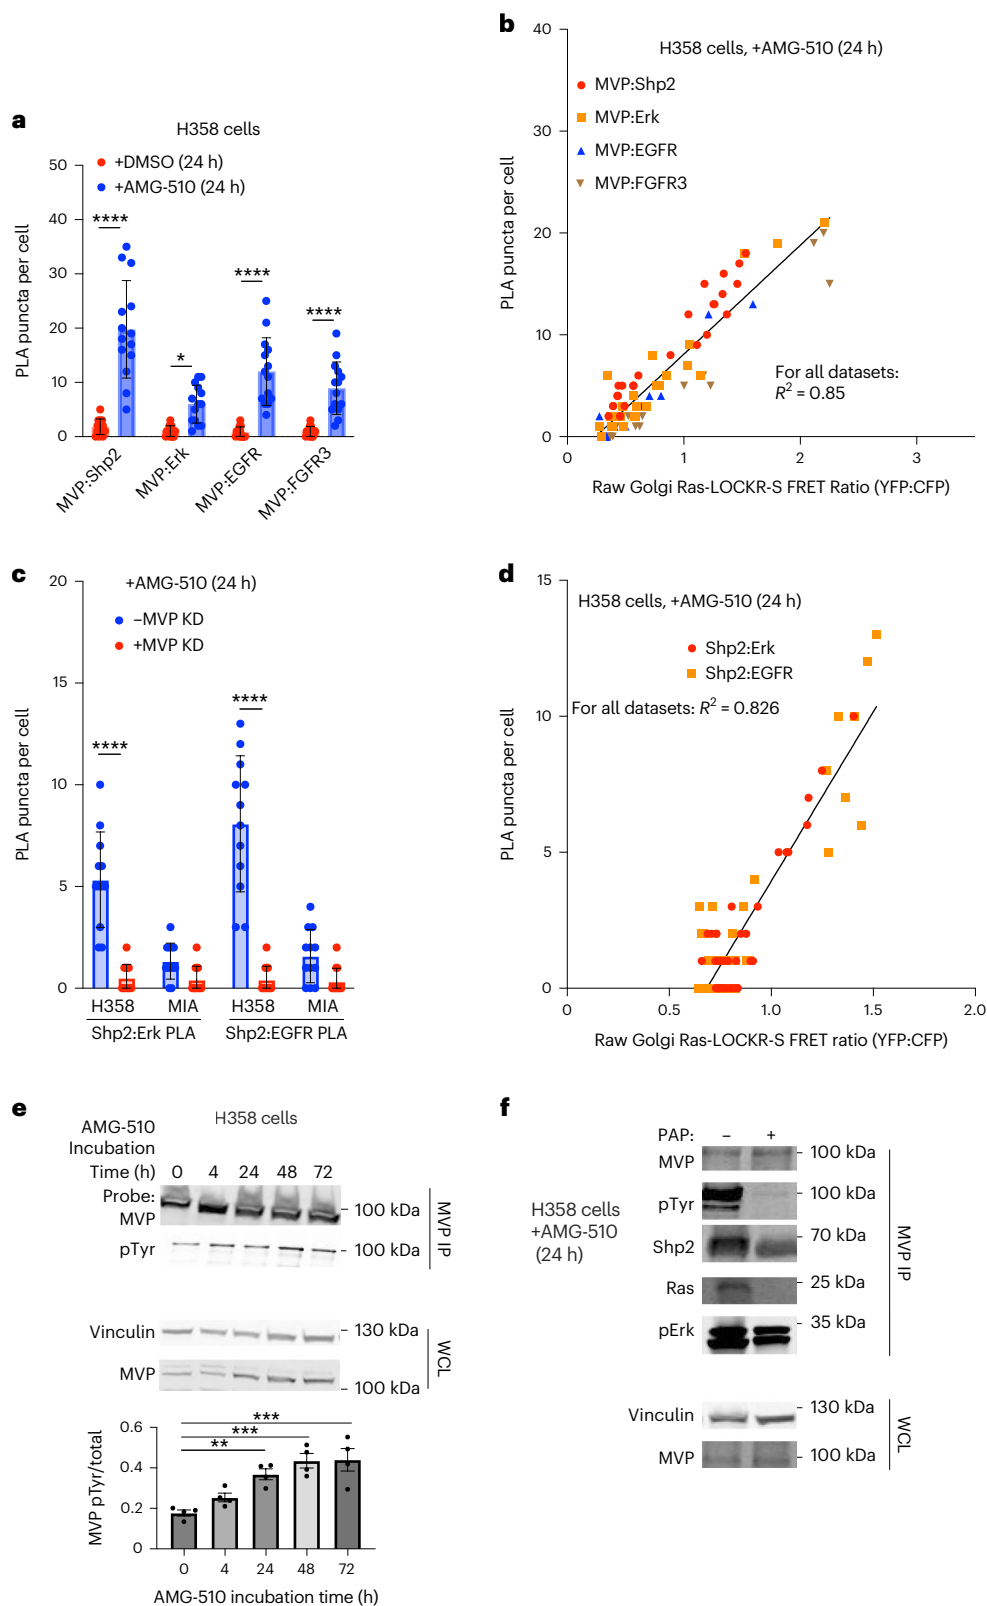 a
H358 cells
+DMSO (24 h)
+AMG-510 (24 h)
PLA puncta per cell
50
40
30
20
10
0
****
*
****
****
MVP:Shp2
MVP:Erk
MVP:EGFR
MVP:FGFR3
b
H358 cells, +AMG-510 (24 h)
MVP:Shp2
MVP:Erk
MVP:EGFR
MVP:FGFR3
PLA puncta per cell
40
30
20
10
0
For all datasets:
R² = 0.85
0 1 2 3
Raw Golgi Ras-LOCKR-S FRET Ratio (YFP:CFP)
c
+AMG-510 (24 h)
–MVP KD
+MVP KD
PLA puncta per cell
20
15
10
5
0
****
****
H358 MIA H358 MIA
Shp2:Erk PLA Shp2:EGFR PLA
d
H358 cells, +AMG-510 (24 h)
Shp2:Erk
Shp2:EGFR
For all datasets: R² = 0.826
PLA puncta per cell
15
10
5
0
0 0.5 1.0 1.5 2.0
Raw Golgi Ras-LOCKR-S FRET ratio (YFP:CFP)
e
H358 cells
AMG-510
Incubation
Time (h) 0 4 24 48 72
Probe:
MVP 100 kDa
pTyr 100 kDa
MVP IP
Vinculin 130 kDa
MVP 100 kDa
WCL
MVP pTyr/total
0.6
0.4
0.2
0
***
***
**
0 4 24 48 72
AMG-510 incubation time (h)
f
H358 cells
+AMG-510
(24 h)
PAP: – +
MVP 100 kDa
pTyr 100 kDa
Shp2 70 kDa
Ras 25 kDa
pErk 35 kDa
MVP IP
Vinculin 130 kDa
MVP 100 kDa
WCL